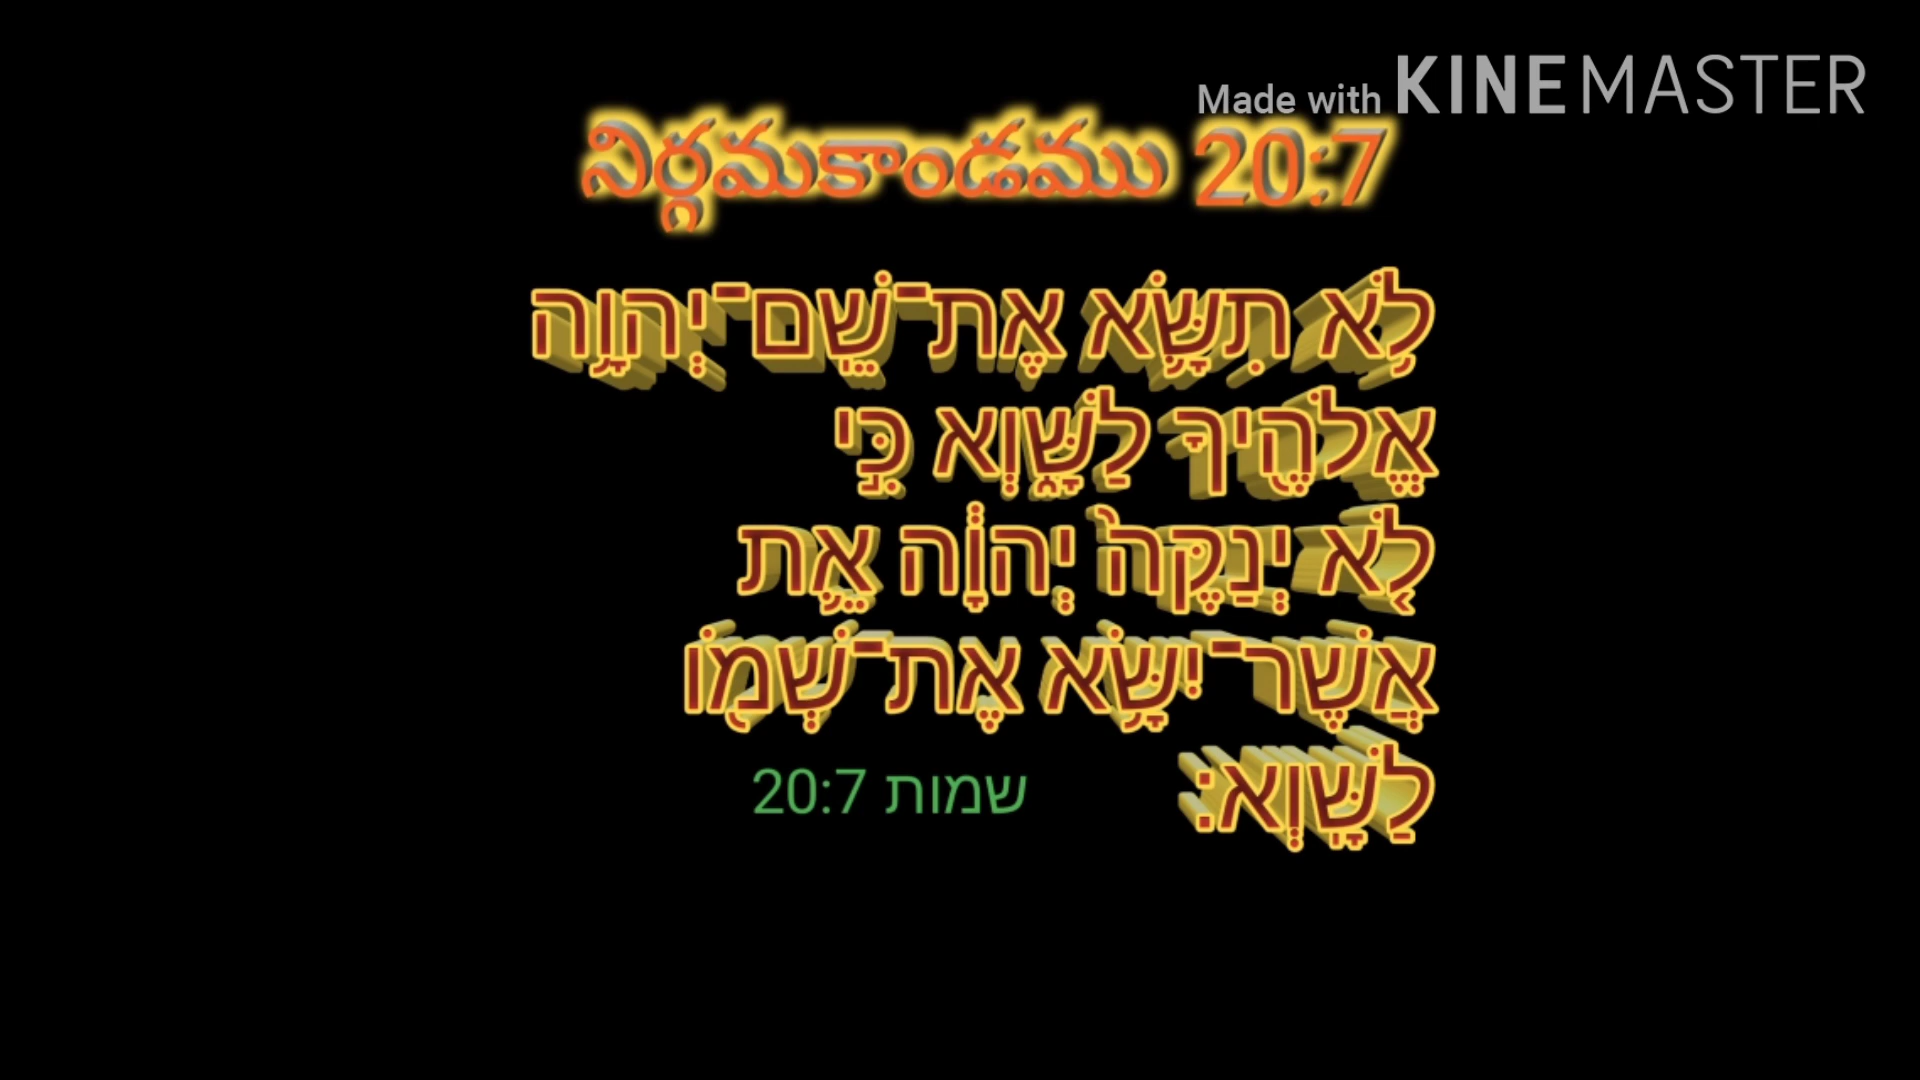 Made with KINEMASTER
నిర్గమకాండము 20:7
לֹ֥א תִשָּׂ֛א אֶת־שֵֽׁם־יְהוָ֥ה
אֱלֹהֶ֖יךָ לַשָּׁ֑וְא כִּ֣י
לֹ֤א יְנַקֶּה֙ יְהוָ֔ה אֵ֛ת
אֲשֶׁר־יִשָּׂ֥א אֶת־שְׁמ֖וֹ
לַשָּֽׁוְא׃ שמות 20:7